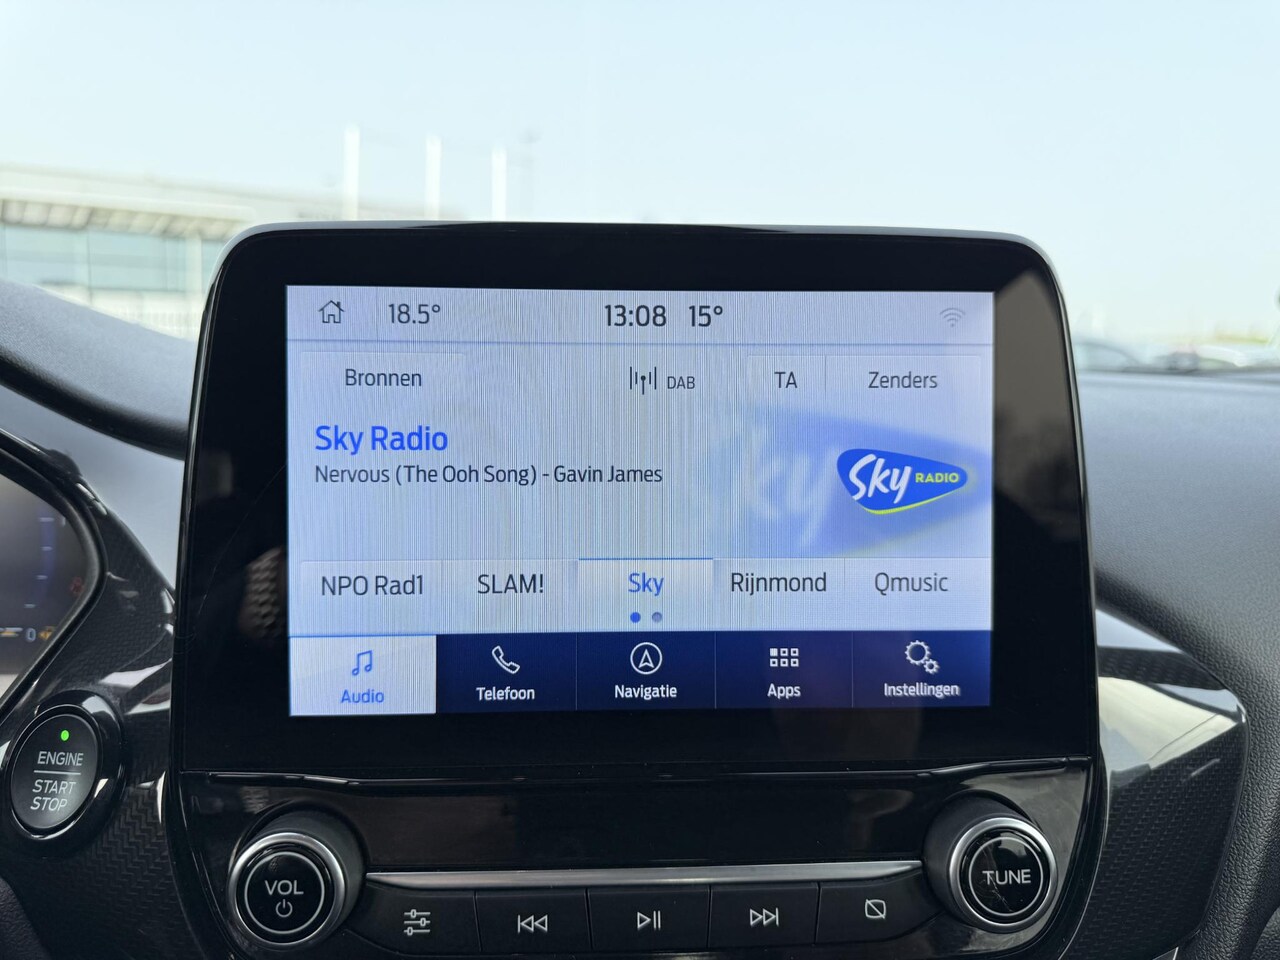 18.5° 13:08 15°
Bronnen DAB TA Zenders
Sky Radio
Nervous (The Ooh Song) - Gavin James
Sky RADIO
NPO Rad1 SLAM! Sky Rijnmond Qmusic
Audio Telefoon Navigatie Apps Instellingen
0
ENGINE
START
STOP
VOL
TUNE